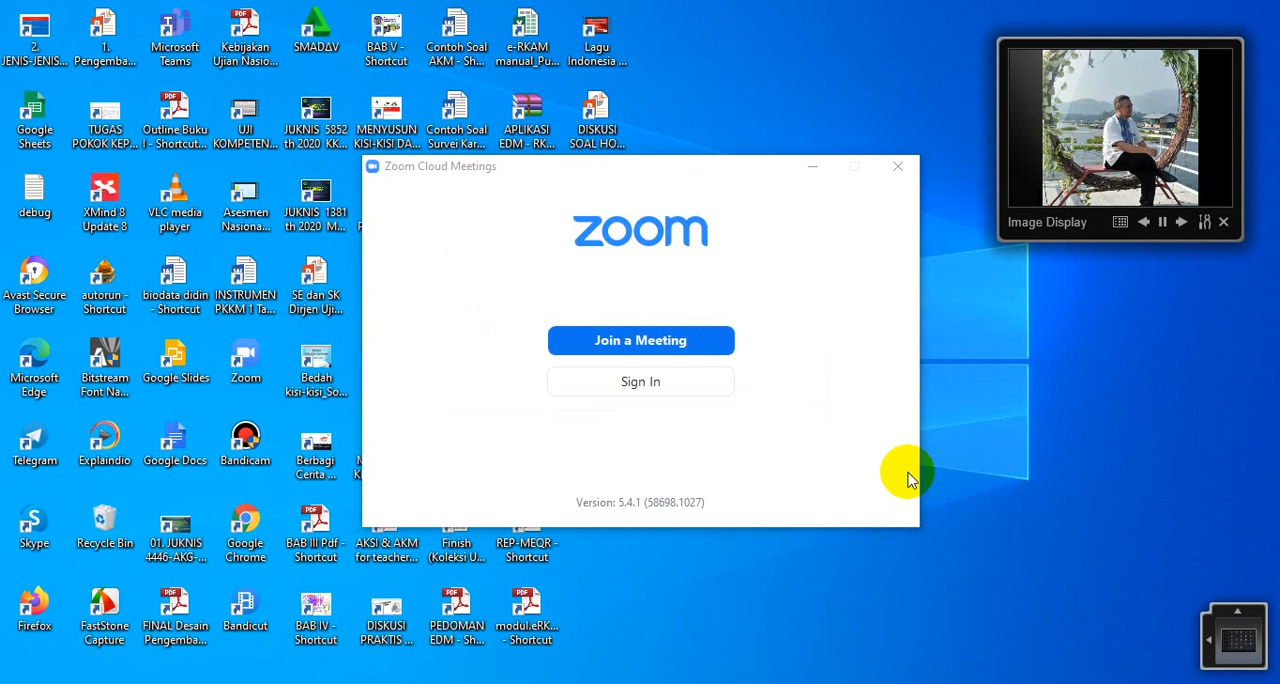 2.
JENIS-JENIS...
1.
Pengemba...
Microsoft
Teams
Kebijakan
Ujian Nasio...
SMADΔV
BAB V -
Shortcut
Contoh Soal
AKM - Sh...
e-RKAM
manual_Pu...
Lagu
Indonesia ...
Google
Sheets
TUGAS
POKOK KEP...
Outline Buku
I - Shortcut...
UJI
KOMPETEN...
JUKNIS 5852
th 2020 KK...
MENYUSUN
KISI-KISI DA...
Contoh Soal
Survei Kar...
APLIKASI
EDM - RK...
DISKUSI
SOAL HO...
debug
XMind 8
Update 8
VLC media
player
Asesmen
Nasiona...
JUKNIS 1381
th 2020 M...
Avast Secure
Browser
autorun -
Shortcut
biodata didin
- Shortcut
INSTRUMEN
PKKM 1 Ta...
SE dan SK
Dirjen Uji...
Microsoft
Edge
Bitstream
Font Na...
Google Slides
Zoom
Bedah
kisi-kisi_So...
Telegram
Explaindio
Google Docs
Bandicam
Berbagi
Cerita ...
Skype
Recycle Bin
01. JUKNIS
4446-AKG-...
Google
Chrome
BAB III Pdf -
Shortcut
AKSI & AKM
for teacher...
Finish
(Koleksi U...
REP-MEQR -
Shortcut
Firefox
FastStone
Capture
FINAL Desain
Pengemba...
Bandicut
BAB IV -
Shortcut
DISKUSI
PRAKTIS ...
PEDOMAN
EDM - Sh...
modul.eRK...
- Shortcut
Zoom Cloud Meetings
zoom
Join a Meeting
Sign In
Version: 5.4.1 (58698.1027)
Image Display